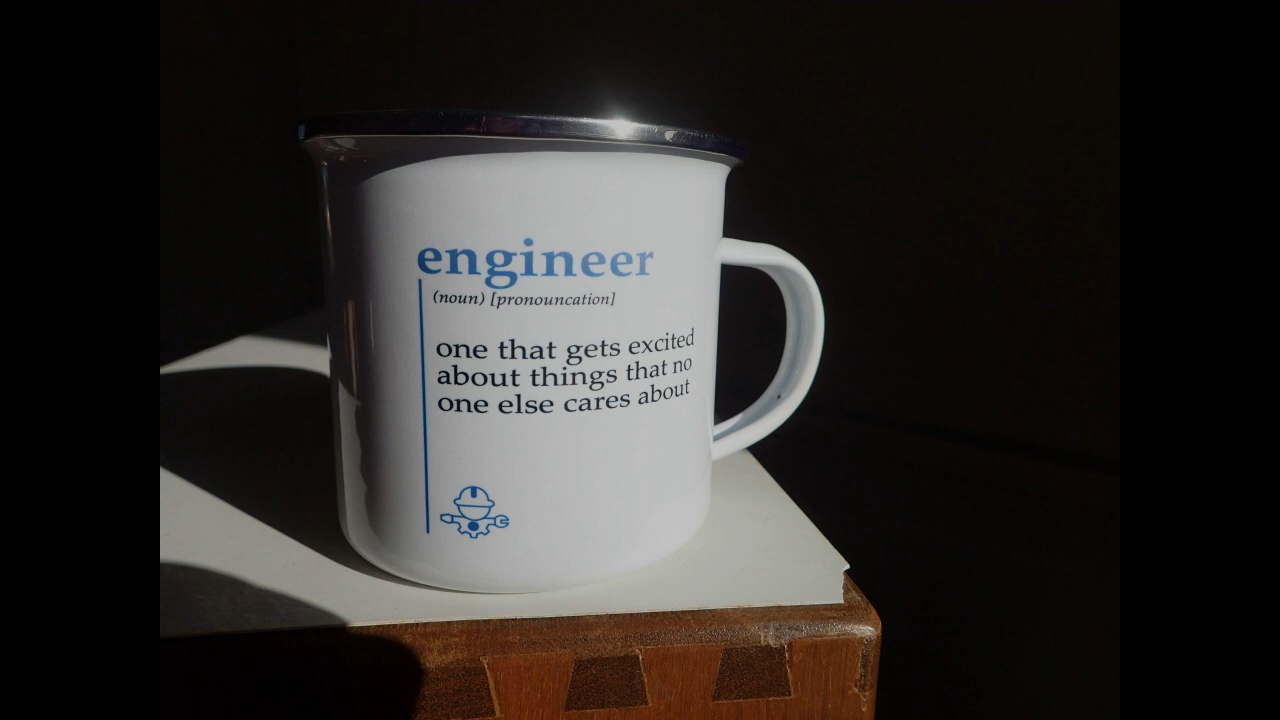 engineer
(noun) [pronouncation]
one that gets excited
about things that no
one else cares about